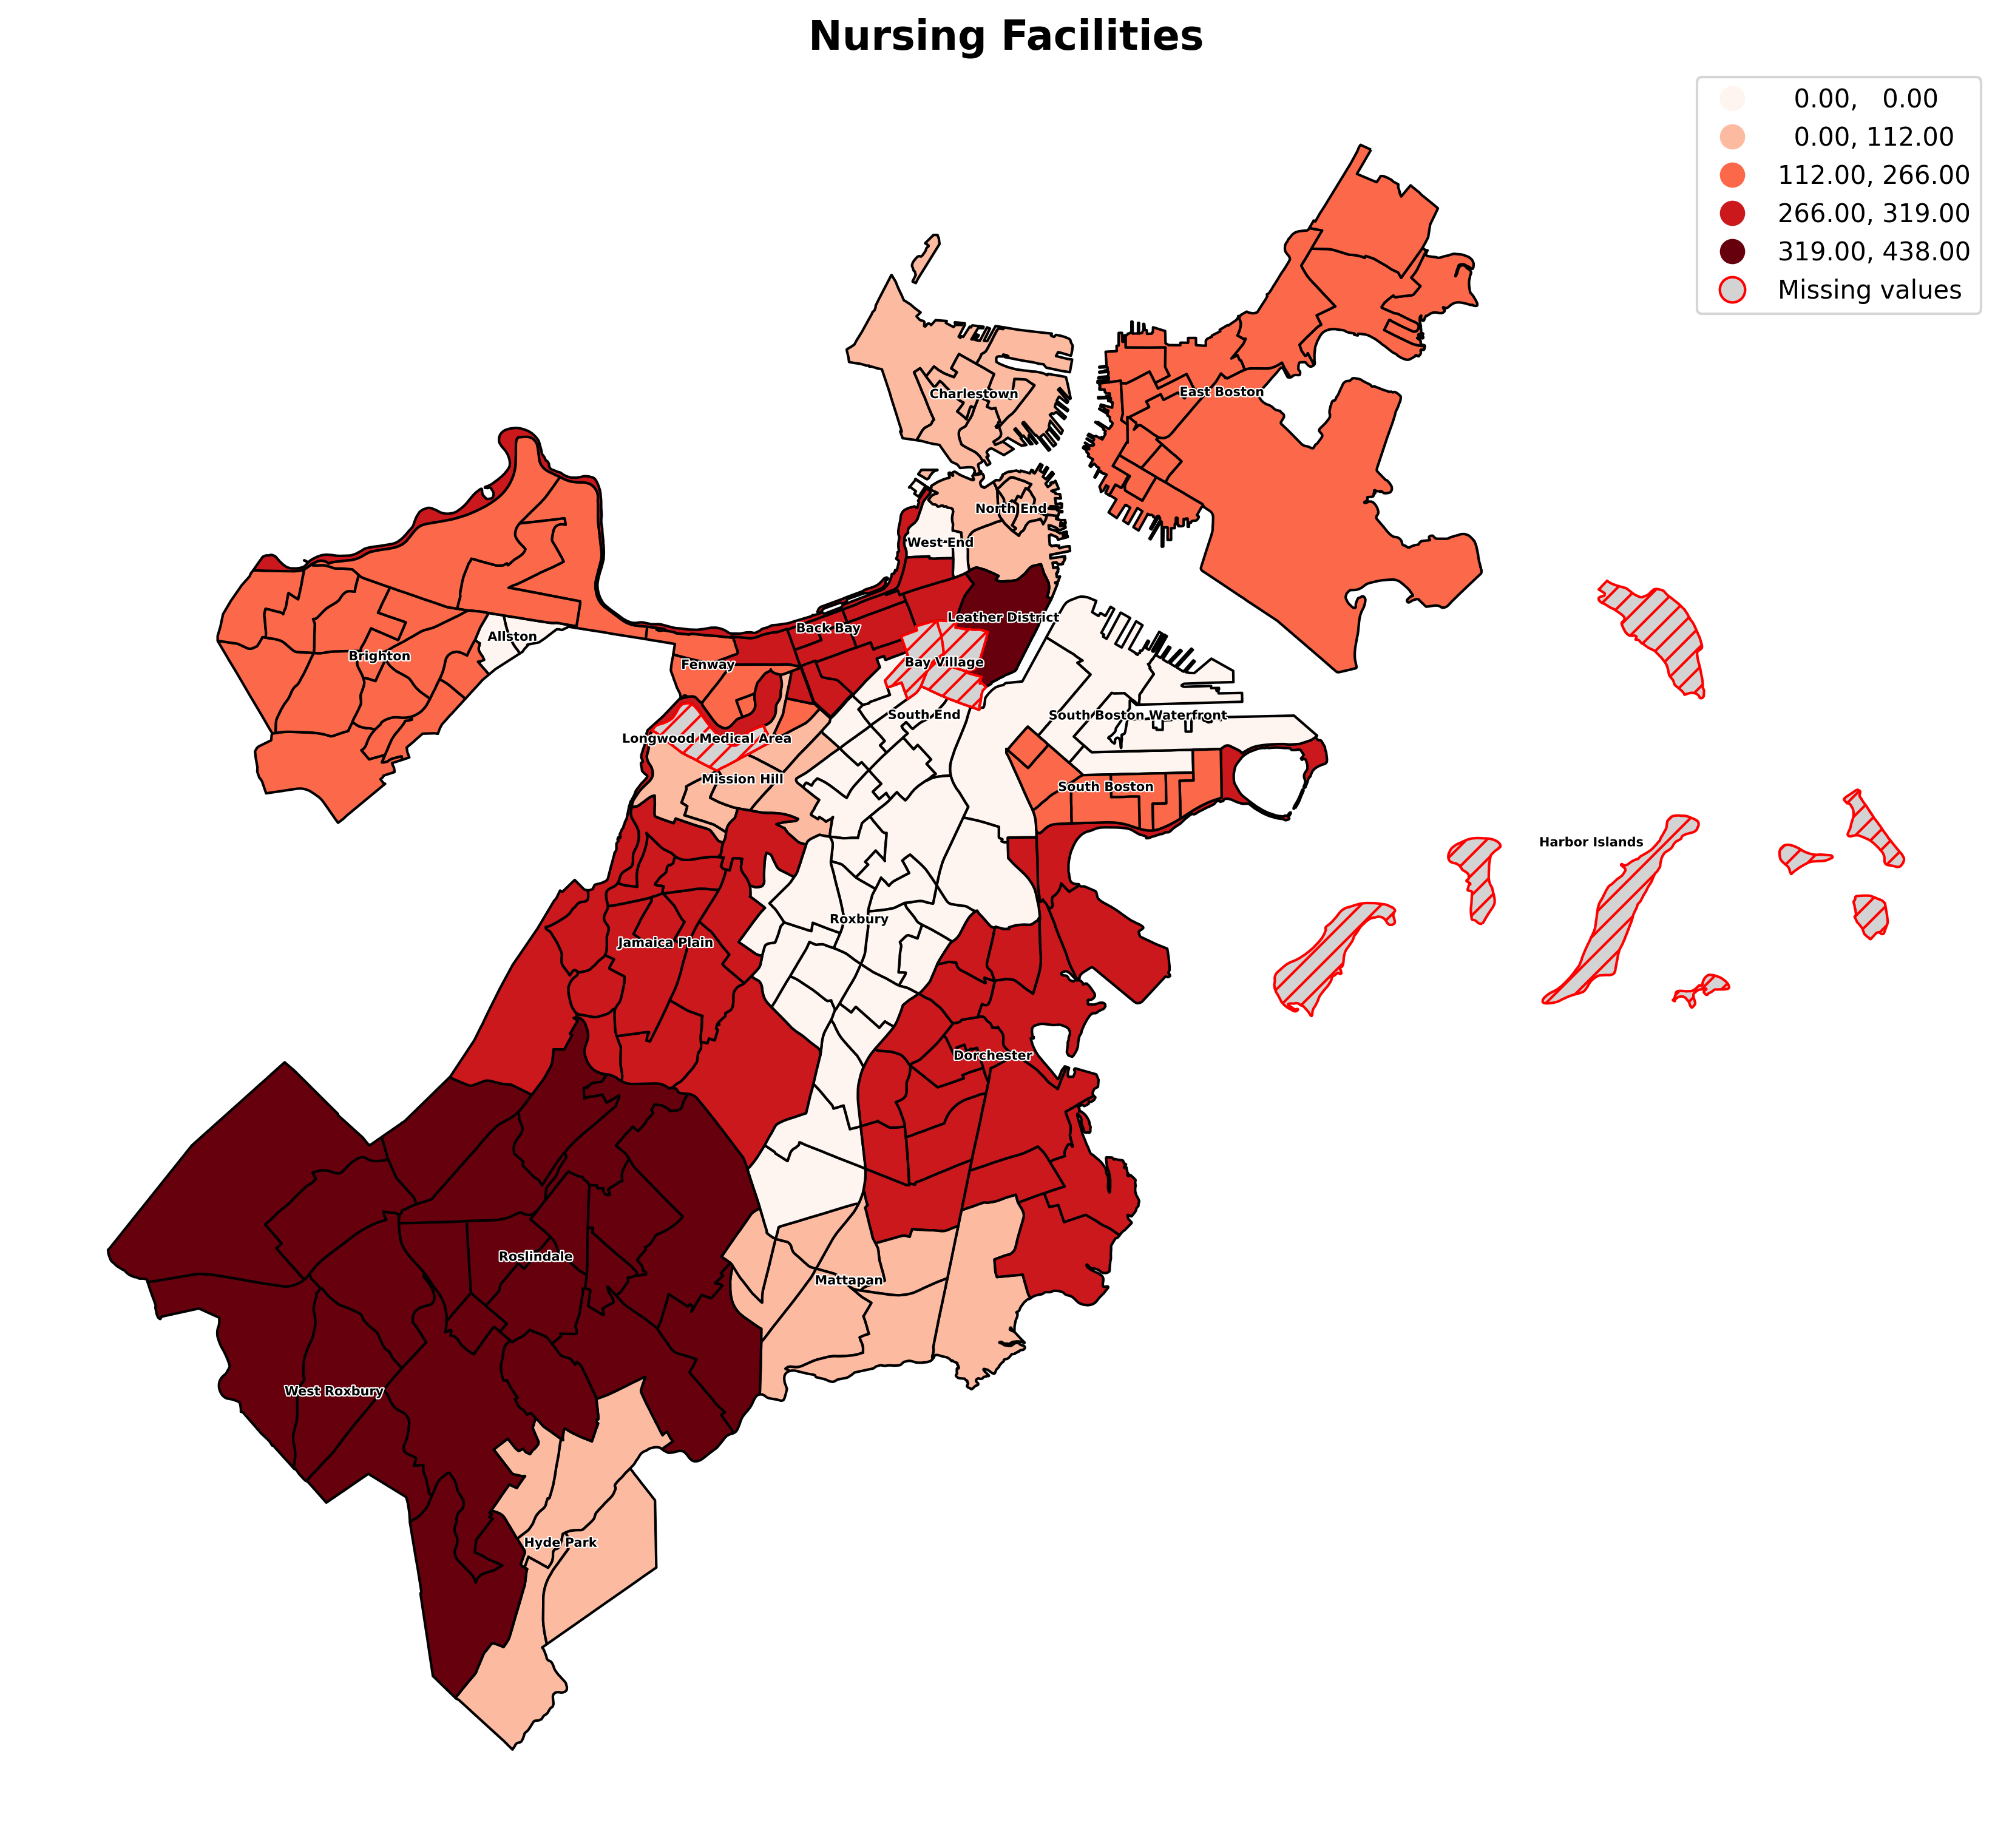 Nursing Facilities
0.00, 0.00
0.00, 112.00
112.00, 266.00
266.00, 319.00
319.00, 438.00
Missing values
Charlestown
East Boston
North End
West End
Leather District
Back Bay
Allston
Brighton
Fenway
Bay Village
South End
South Boston Waterfront
Longwood Medical Area
Mission Hill
South Boston
Harbor Islands
Roxbury
Jamaica Plain
Dorchester
Roslindale
Mattapan
West Roxbury
Hyde Park